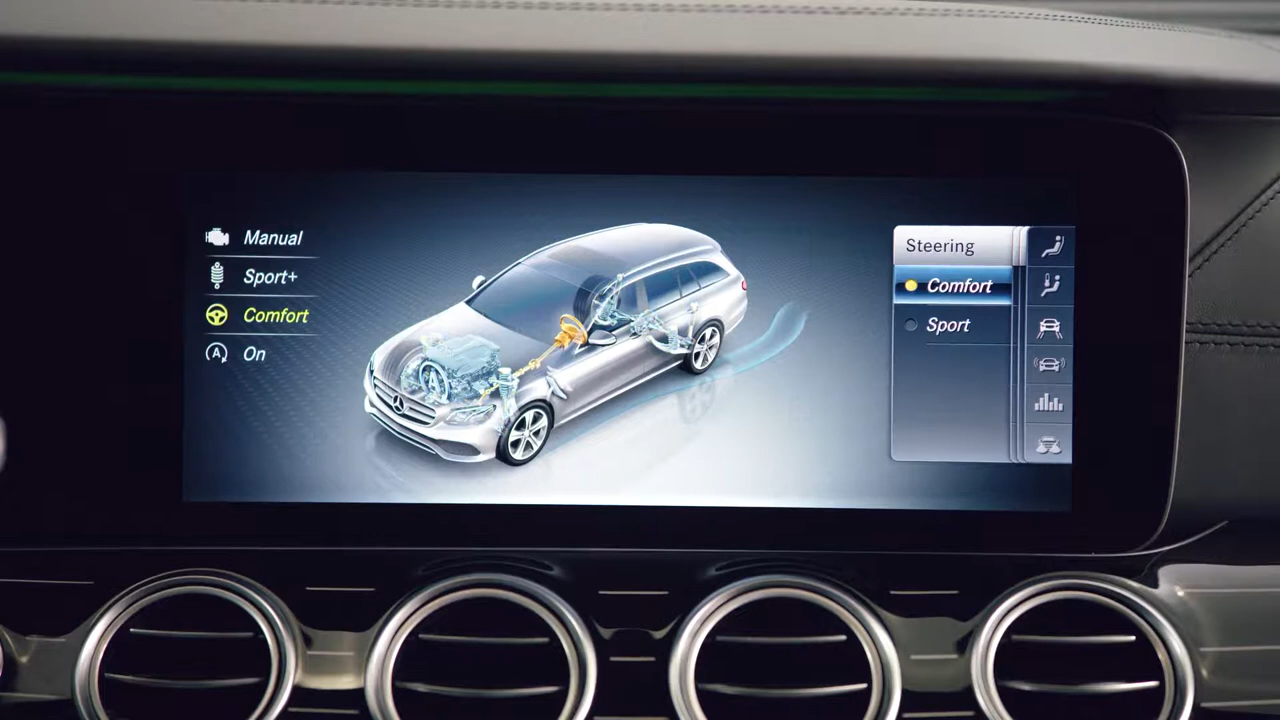 Manual
Sport+
Comfort
A On
Steering
Comfort
Sport
A